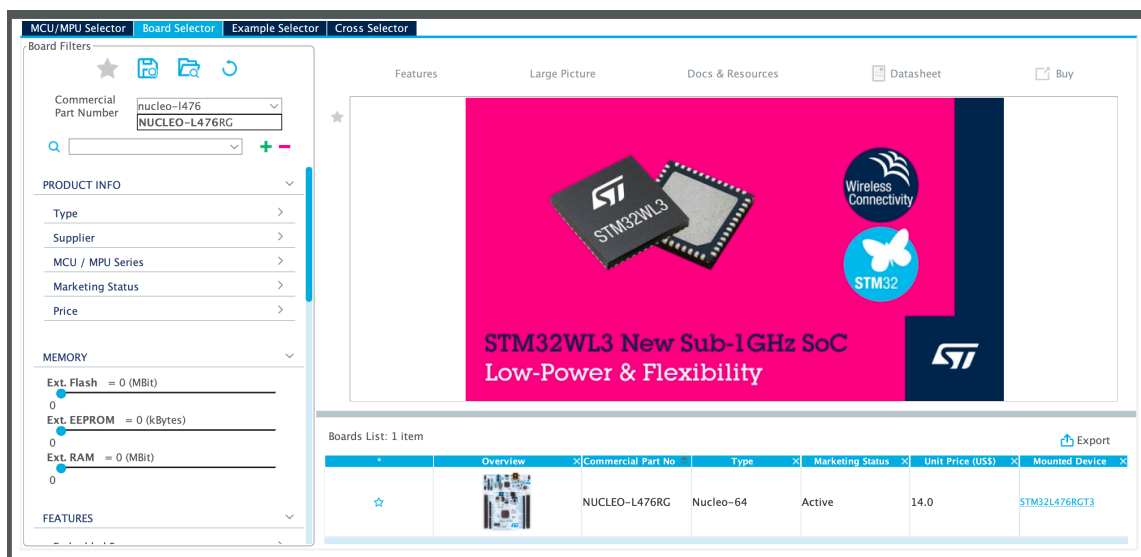 MCU/MPU Selector Board Selector Example Selector Cross Selector
Board Filters
Features Large Picture Docs & Resources Datasheet Buy
Commercial
Part Number
nucleo-l476
NUCLEO-L476RG
PRODUCT INFO
Type
Supplier
MCU / MPU Series
Marketing Status
Price
MEMORY
Ext. Flash = 0 (MBit)
0
Ext. EEPROM = 0 (kBytes)
0
Ext. RAM = 0 (MBit)
0
FEATURES
ST
STM32WL3
Wireless
Connectivity
STM32
STM32WL3 New Sub-1GHz SoC
Low-Power & Flexibility
ST
Boards List: 1 item
Export
* Overview Commercial Part No Type Marketing Status Unit Price (US$) Mounted Device
NUCLEO-L476RG Nucleo-64 Active 14.0 STM32L476RGT3